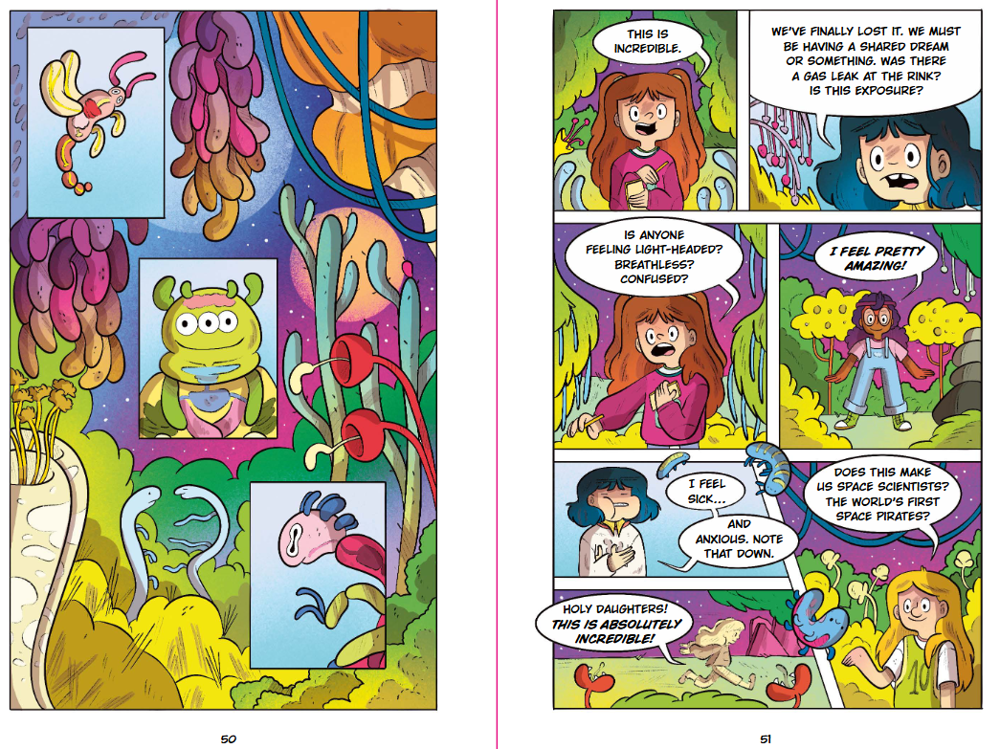 THIS IS
INCREDIBLE.
WE'VE FINALLY LOST IT. WE MUST
BE HAVING A SHARED DREAM
OR SOMETHING. WAS THERE
A GAS LEAK AT THE RINK?
IS THIS EXPOSURE?
IS ANYONE
FEELING LIGHT-HEADED?
BREATHLESS?
CONFUSED?
I FEEL PRETTY
AMAZING!
I FEEL
SICK...
AND
ANXIOUS. NOTE
THAT DOWN.
DOES THIS MAKE
US SPACE SCIENTISTS?
THE WORLD'S FIRST
SPACE PIRATES?
HOLY DAUGHTERS!
THIS IS ABSOLUTELY
INCREDIBLE!
10
50
51